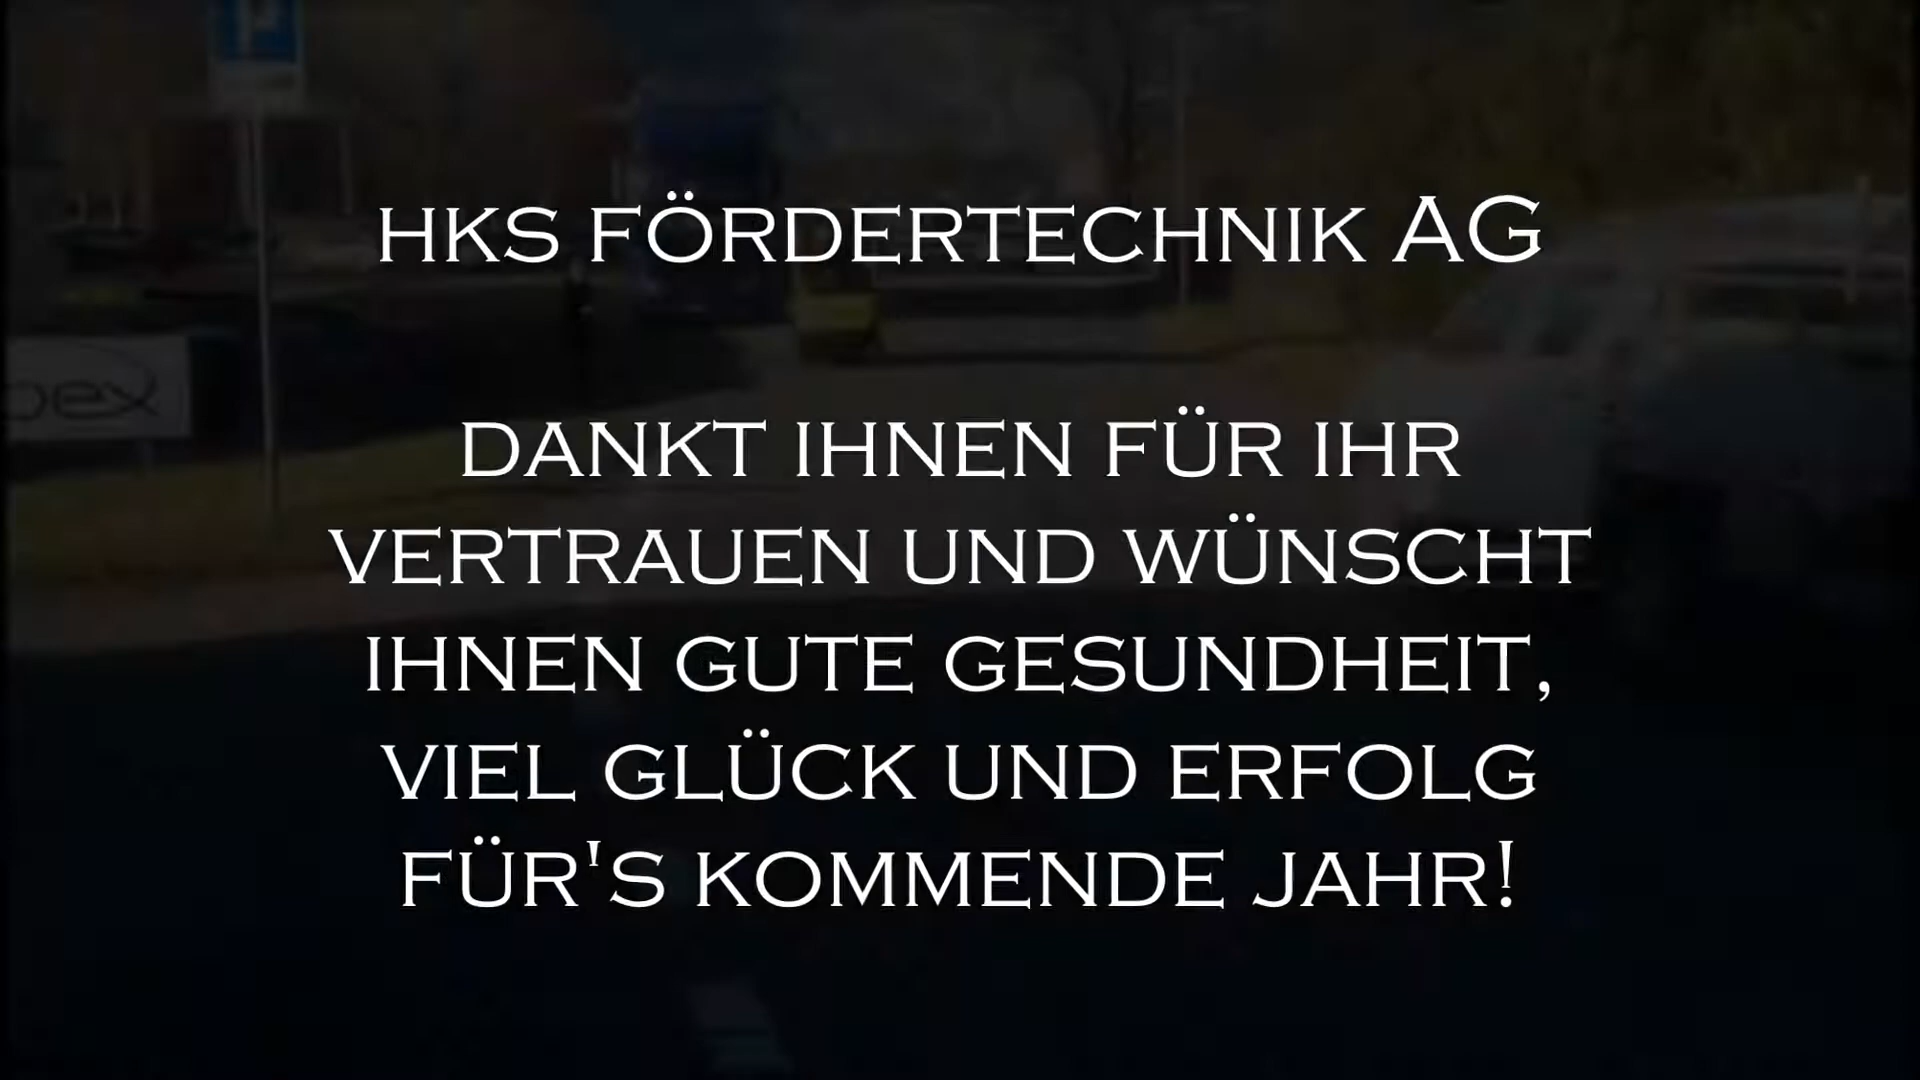 HKS FÖRDERTECHNIK AG
DANKT IHNEN FÜR IHR
VERTRAUEN UND WÜNSCHT
IHNEN GUTE GESUNDHEIT,
VIEL GLÜCK UND ERFOLG
FÜR'S KOMMENDE JAHR!